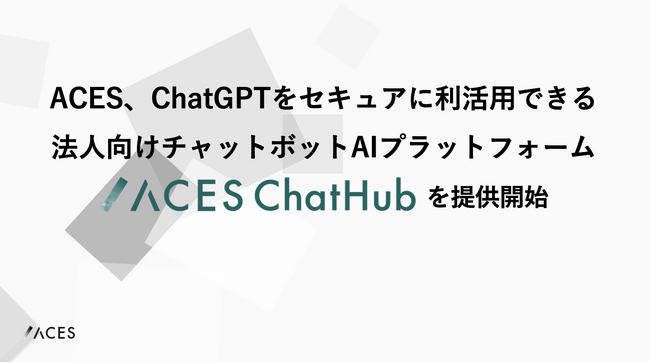 ACES、ChatGPTをセキュアに利活用できる
法人向けチャットボットAIプラットフォーム
ACES ChatHub を提供開始
ACES